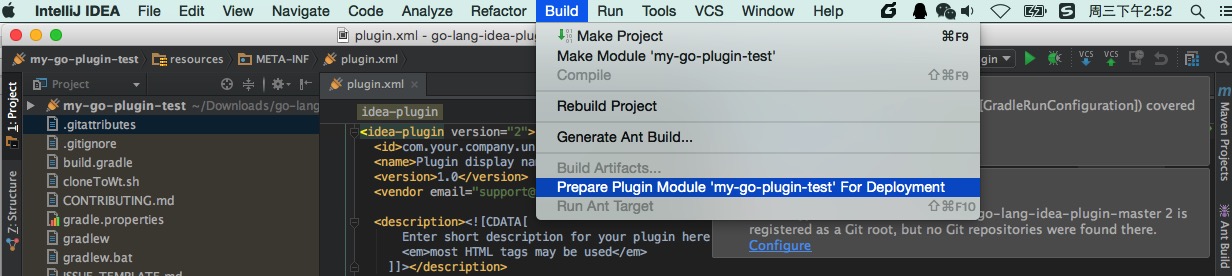 IntelliJ IDEA File Edit View Navigate Code Analyze Refactor Build Run Tools VCS Window Help 周三下午2:52
plugin.xml - go-lang-idea-plu
my-go-plugin-test resources META-INF plugin.xml
Project
plugin.xml
1: Project
Z: Structure
my-go-plugin-test ~/Downloads/go-lang
.gitattributes
.gitignore
build.gradle
cloneToWt.sh
CONTRIBUTING.md
gradle.properties
gradlew
gradlew.bat
ISSUE_TEMPLATE.md
idea-plugin
<idea-plugin version="2">
<id>com.your.company.un
<name>Plugin display na
<version>1.0</version>
<vendor email="support@
<description><![CDATA[
Enter short description for your plugin here
<em>most HTML tags may be used</em>
]]></description>
Make Project ⌘F9
Make Module 'my-go-plugin-test'
Compile ⇧⌘F9
Rebuild Project
Generate Ant Build...
Build Artifacts...
Prepare Plugin Module 'my-go-plugin-test' For Deployment
Run Ant Target ⇧⌘F10
gin
VCS VCS
[GradleRunConfiguration]) covered
go-lang-idea-plugin-master 2 is
registered as a Git root, but no Git repositories were found there.
Configure
Maven Projects
Ant Build